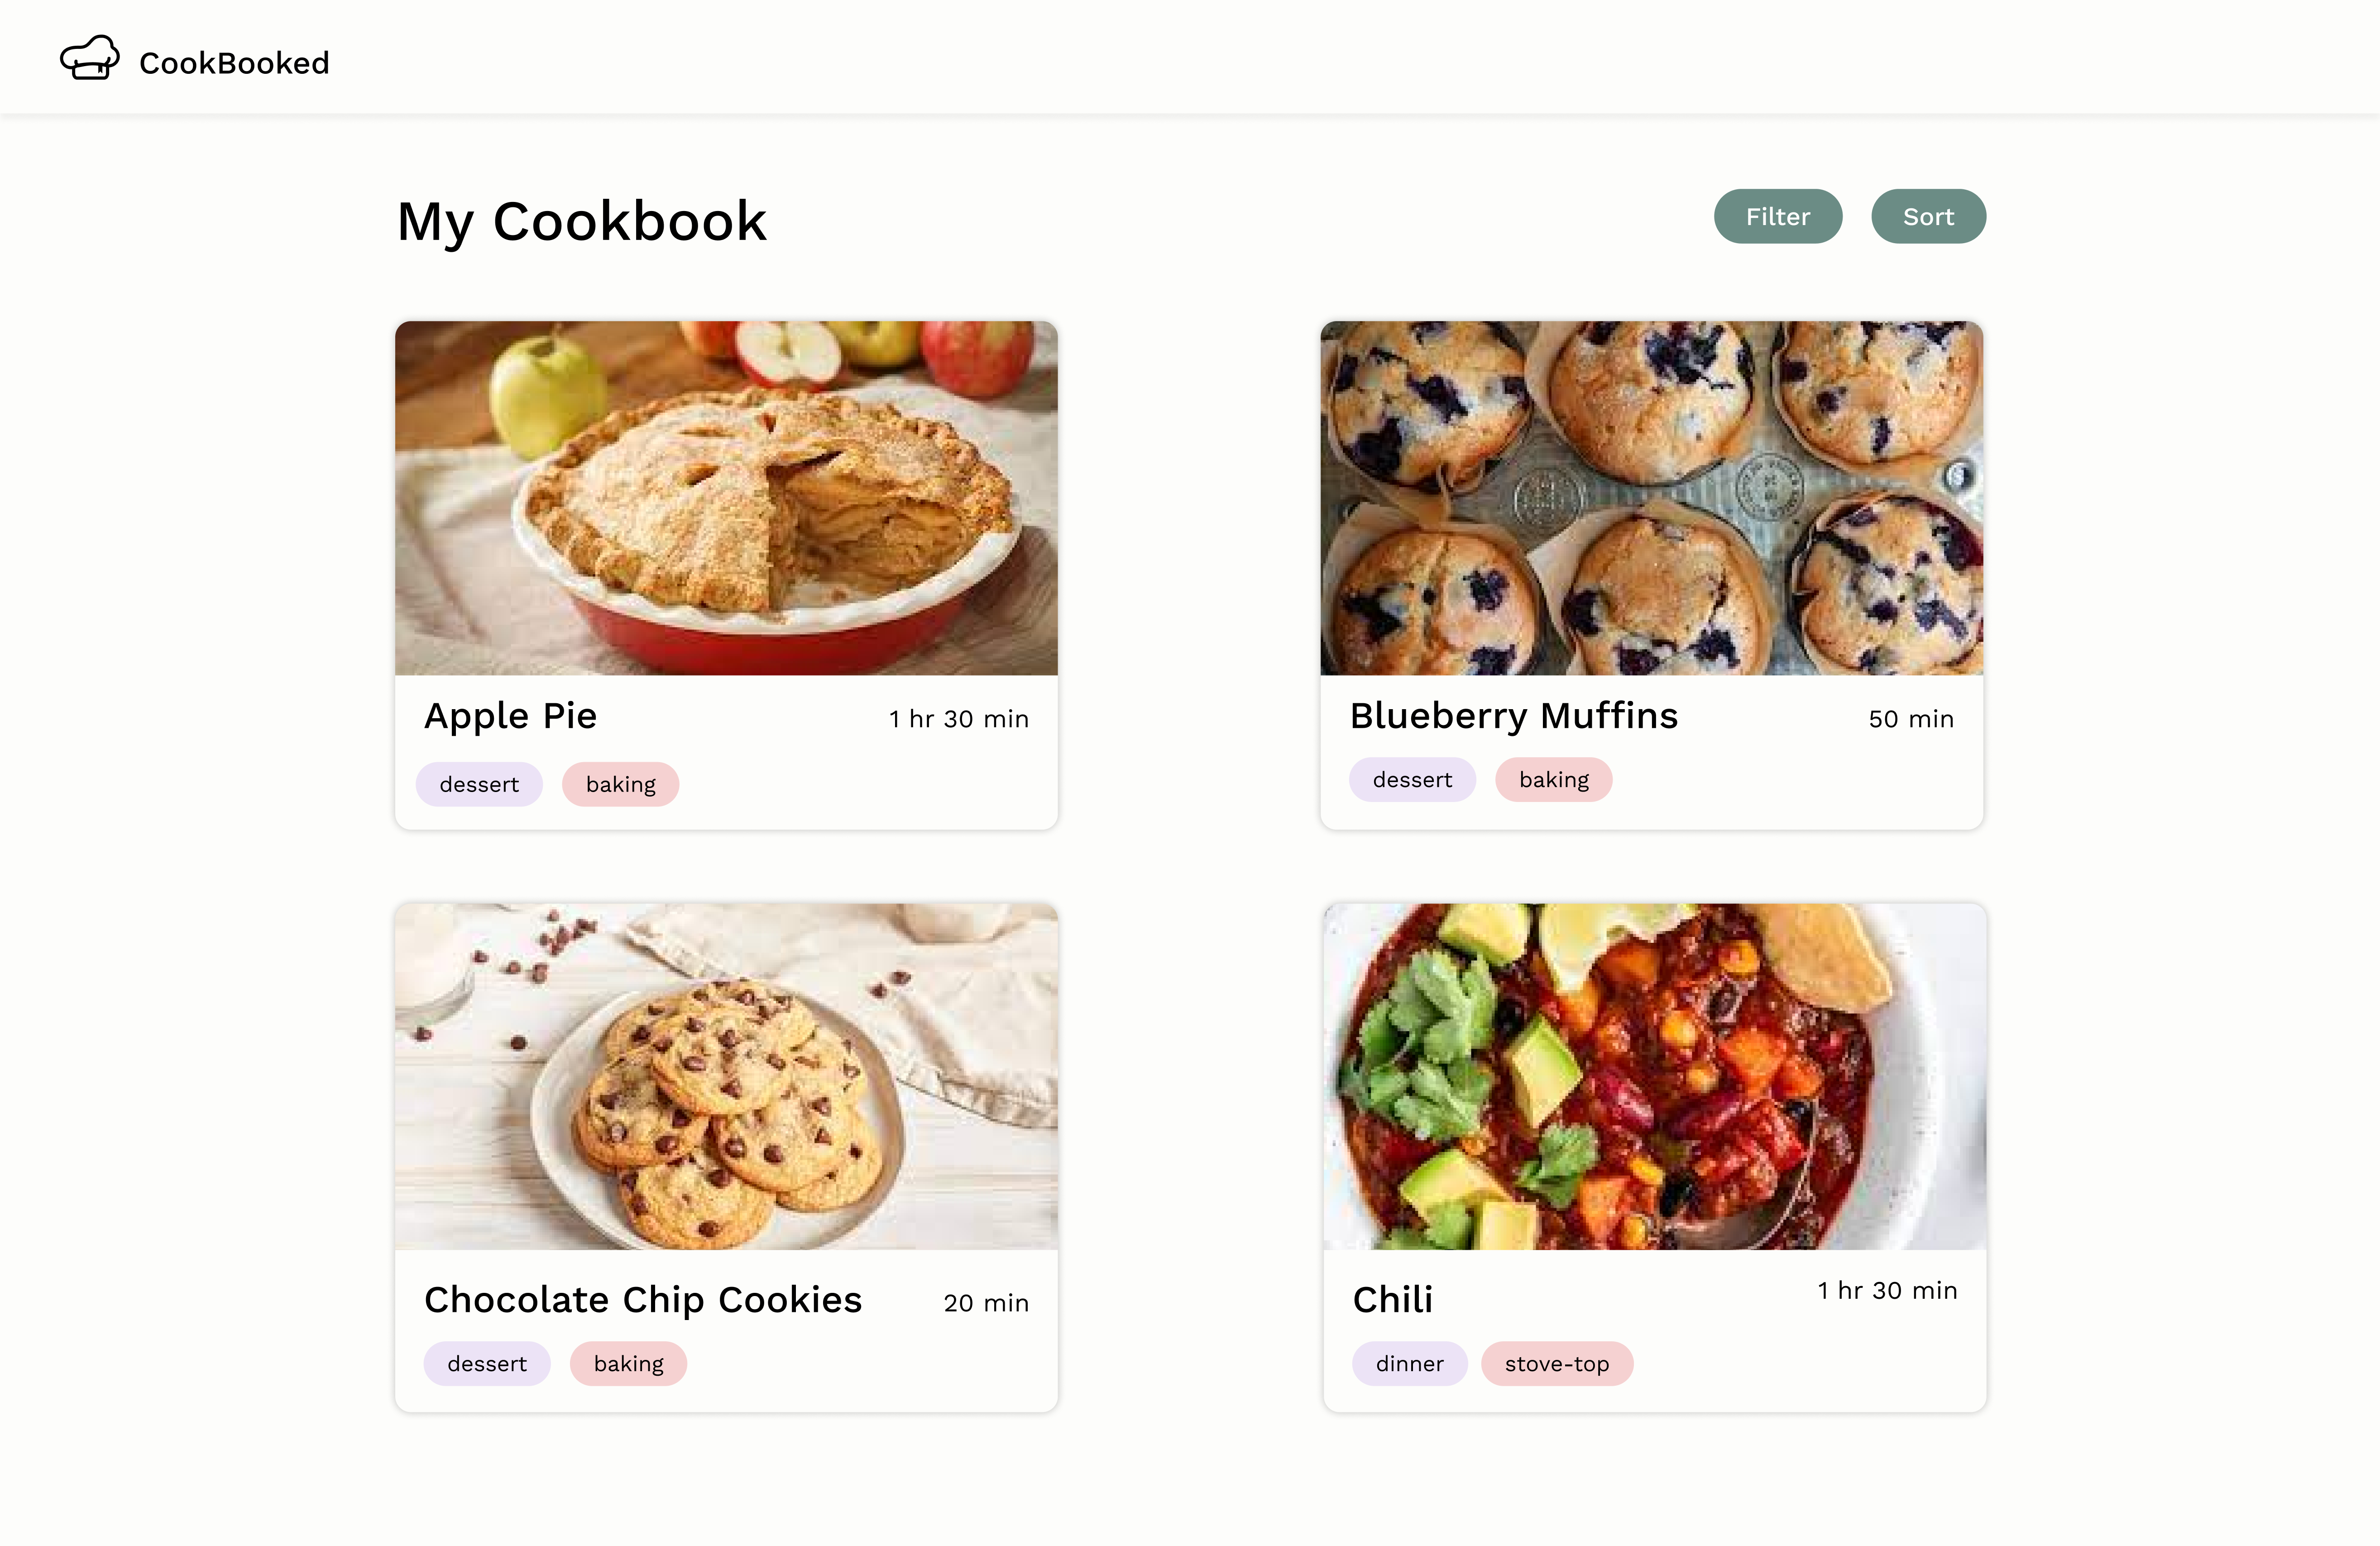 CookBooked
My Cookbook
Filter
Sort
Apple Pie
1 hr 30 min
dessert
baking
Blueberry Muffins
50 min
dessert
baking
Chocolate Chip Cookies
20 min
dessert
baking
Chili
1 hr 30 min
dinner
stove-top